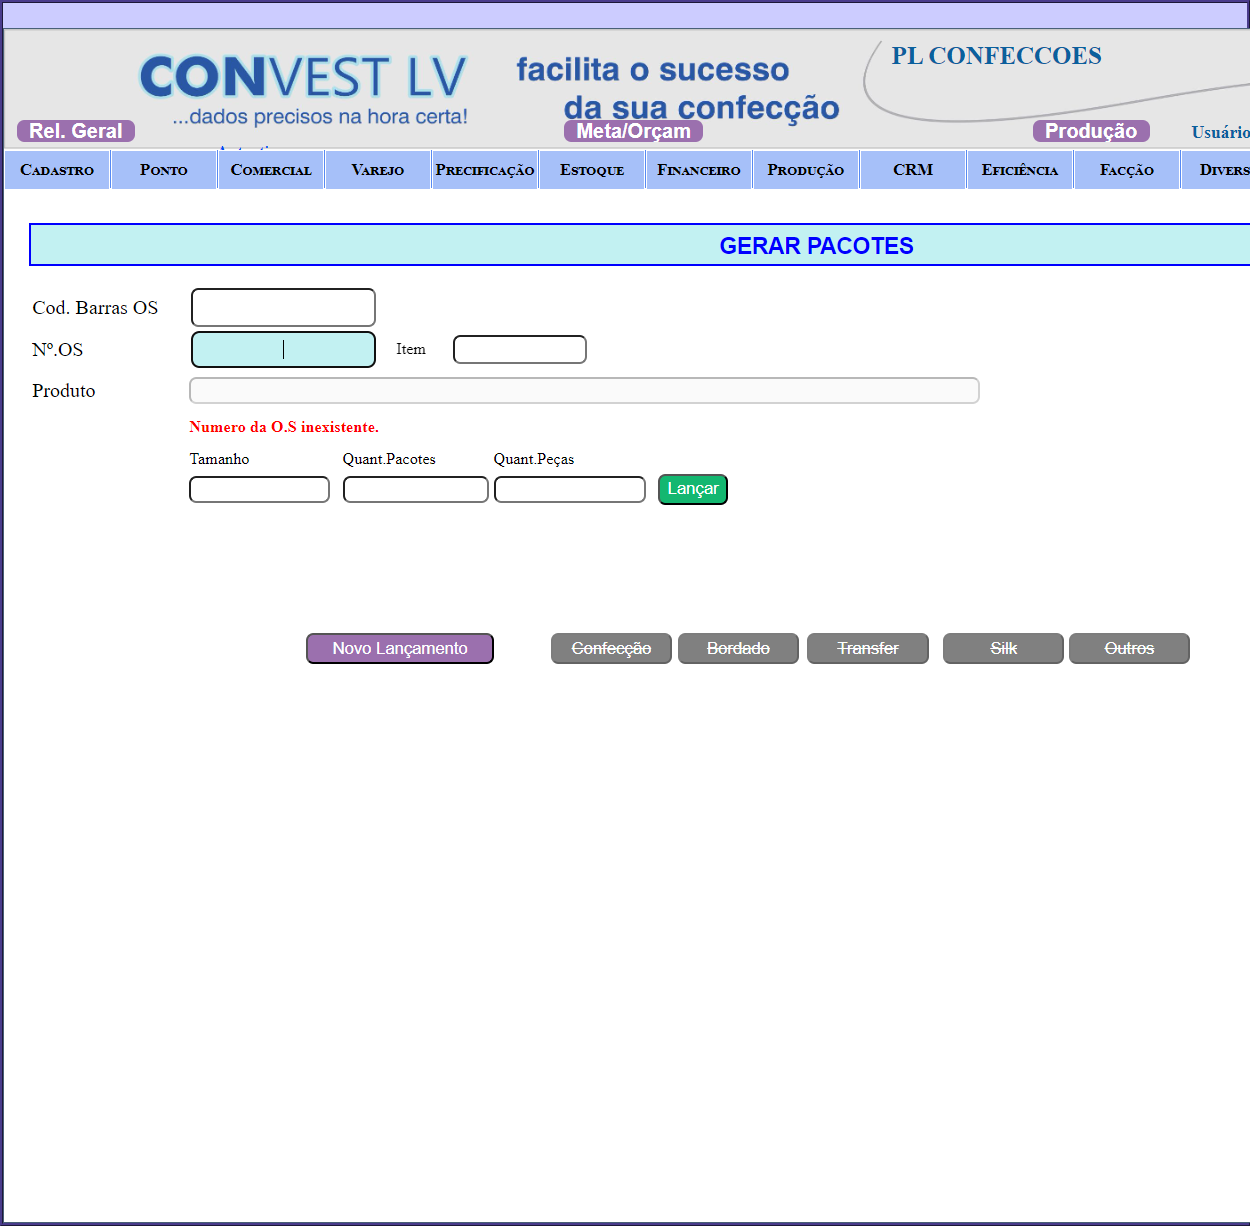 CONVEST LV
...dados precisos na hora certa!
facilita o sucesso
da sua confecção
PL CONFECCOES
Rel. Geral
Meta/Orçam
Produção
Usuário
CADASTRO
PONTO
COMERCIAL
VAREJO
PRECIFICAÇÃO
ESTOQUE
FINANCEIRO
PRODUÇÃO
CRM
EFICIÊNCIA
FACÇÃO
DIVERS
GERAR PACOTES
Cod. Barras OS
Nº.OS
Item
Produto
Numero da O.S inexistente.
Tamanho
Quant.Pacotes
Quant.Peças
Lançar
Novo Lançamento
Confecção
Bordado
Transfer
Silk
Outros